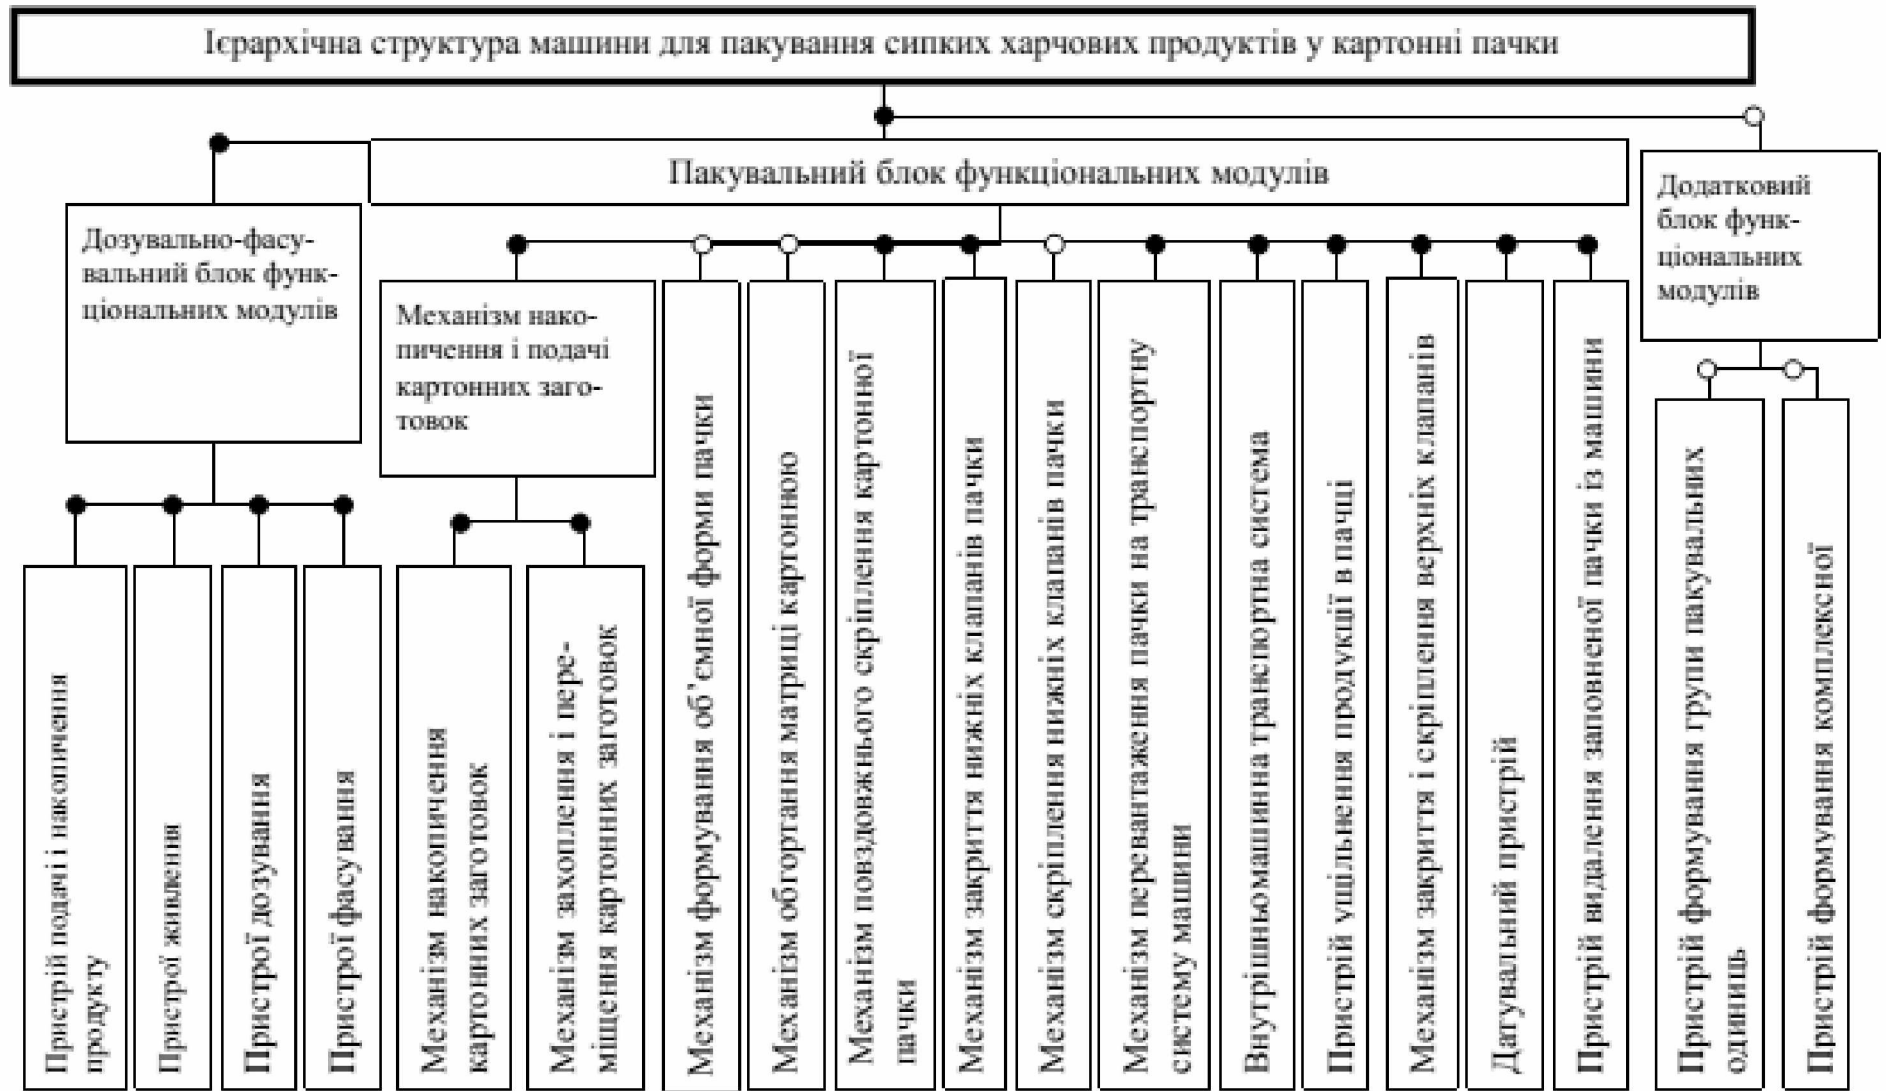 Ієрархічна структура машини для пакування сипких харчових продуктів у картонні пачки
Пакувальний блок функціональних модулів
Дозувально-фасу-
вальний блок функ-
ціональних модулів
Додатковий
блок функ-
ціональних
модулів
Механізм нако-
пичення і подачі
картонних заго-
товок
Пристрій подачі і накопичення
продукту
Пристрої живлення
Пристрої дозування
Пристрої фасування
Механізм накопичення
картонних заготовок
Механізм захоплення і пере-
міщення картонних заготовок
Механізм формування об’ємної форми пачки
Механізм обгортання матриці картонною
Механізм повздовжнього скріплення картонної
пачки
Механізм закриття нижніх клапанів пачки
Механізм скріплення нижніх клапанів пачки
Механізм перевантаження пачки на транспортну
систему машини
Внутрішньомашинна транспортна система
Пристрій ущільнення продукції в пачці
Механізм закриття і скріплення верхніх клапанів
Датувальний пристрій
Пристрій видалення заповненої пачки із машини
Пристрій формування групи пакувальних
одиниць
Пристрій формування комплексної